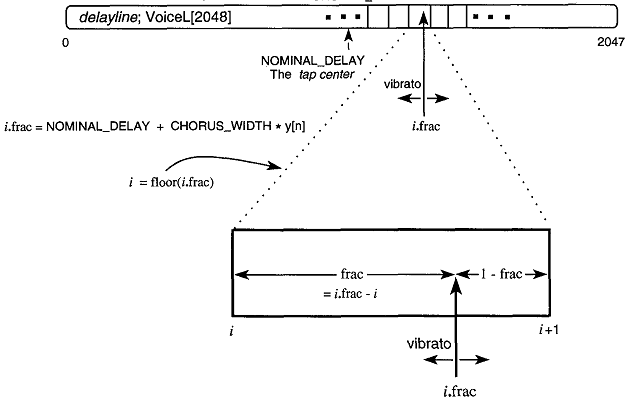 delayline; VoiceL[2048]
0
2047
NOMINAL_DELAY
The tap center
vibrato
i.frac
i.frac = NOMINAL_DELAY + CHORUS_WIDTH * y[n]
i = floor(i.frac)
frac
1 - frac
= i.frac - i
i
i+1
vibrato
i.frac